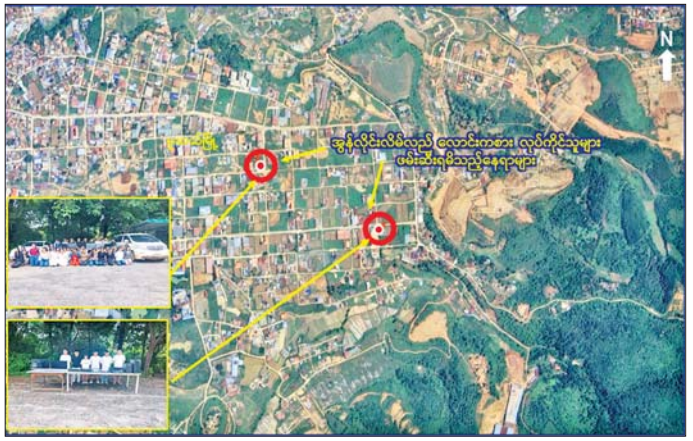 N
အွန်လိုင်းလိမ်လည် လောင်းကစား လုပ်ကိုင်သူများ
ဖမ်းဆီးရမိသည့်နေရာများ